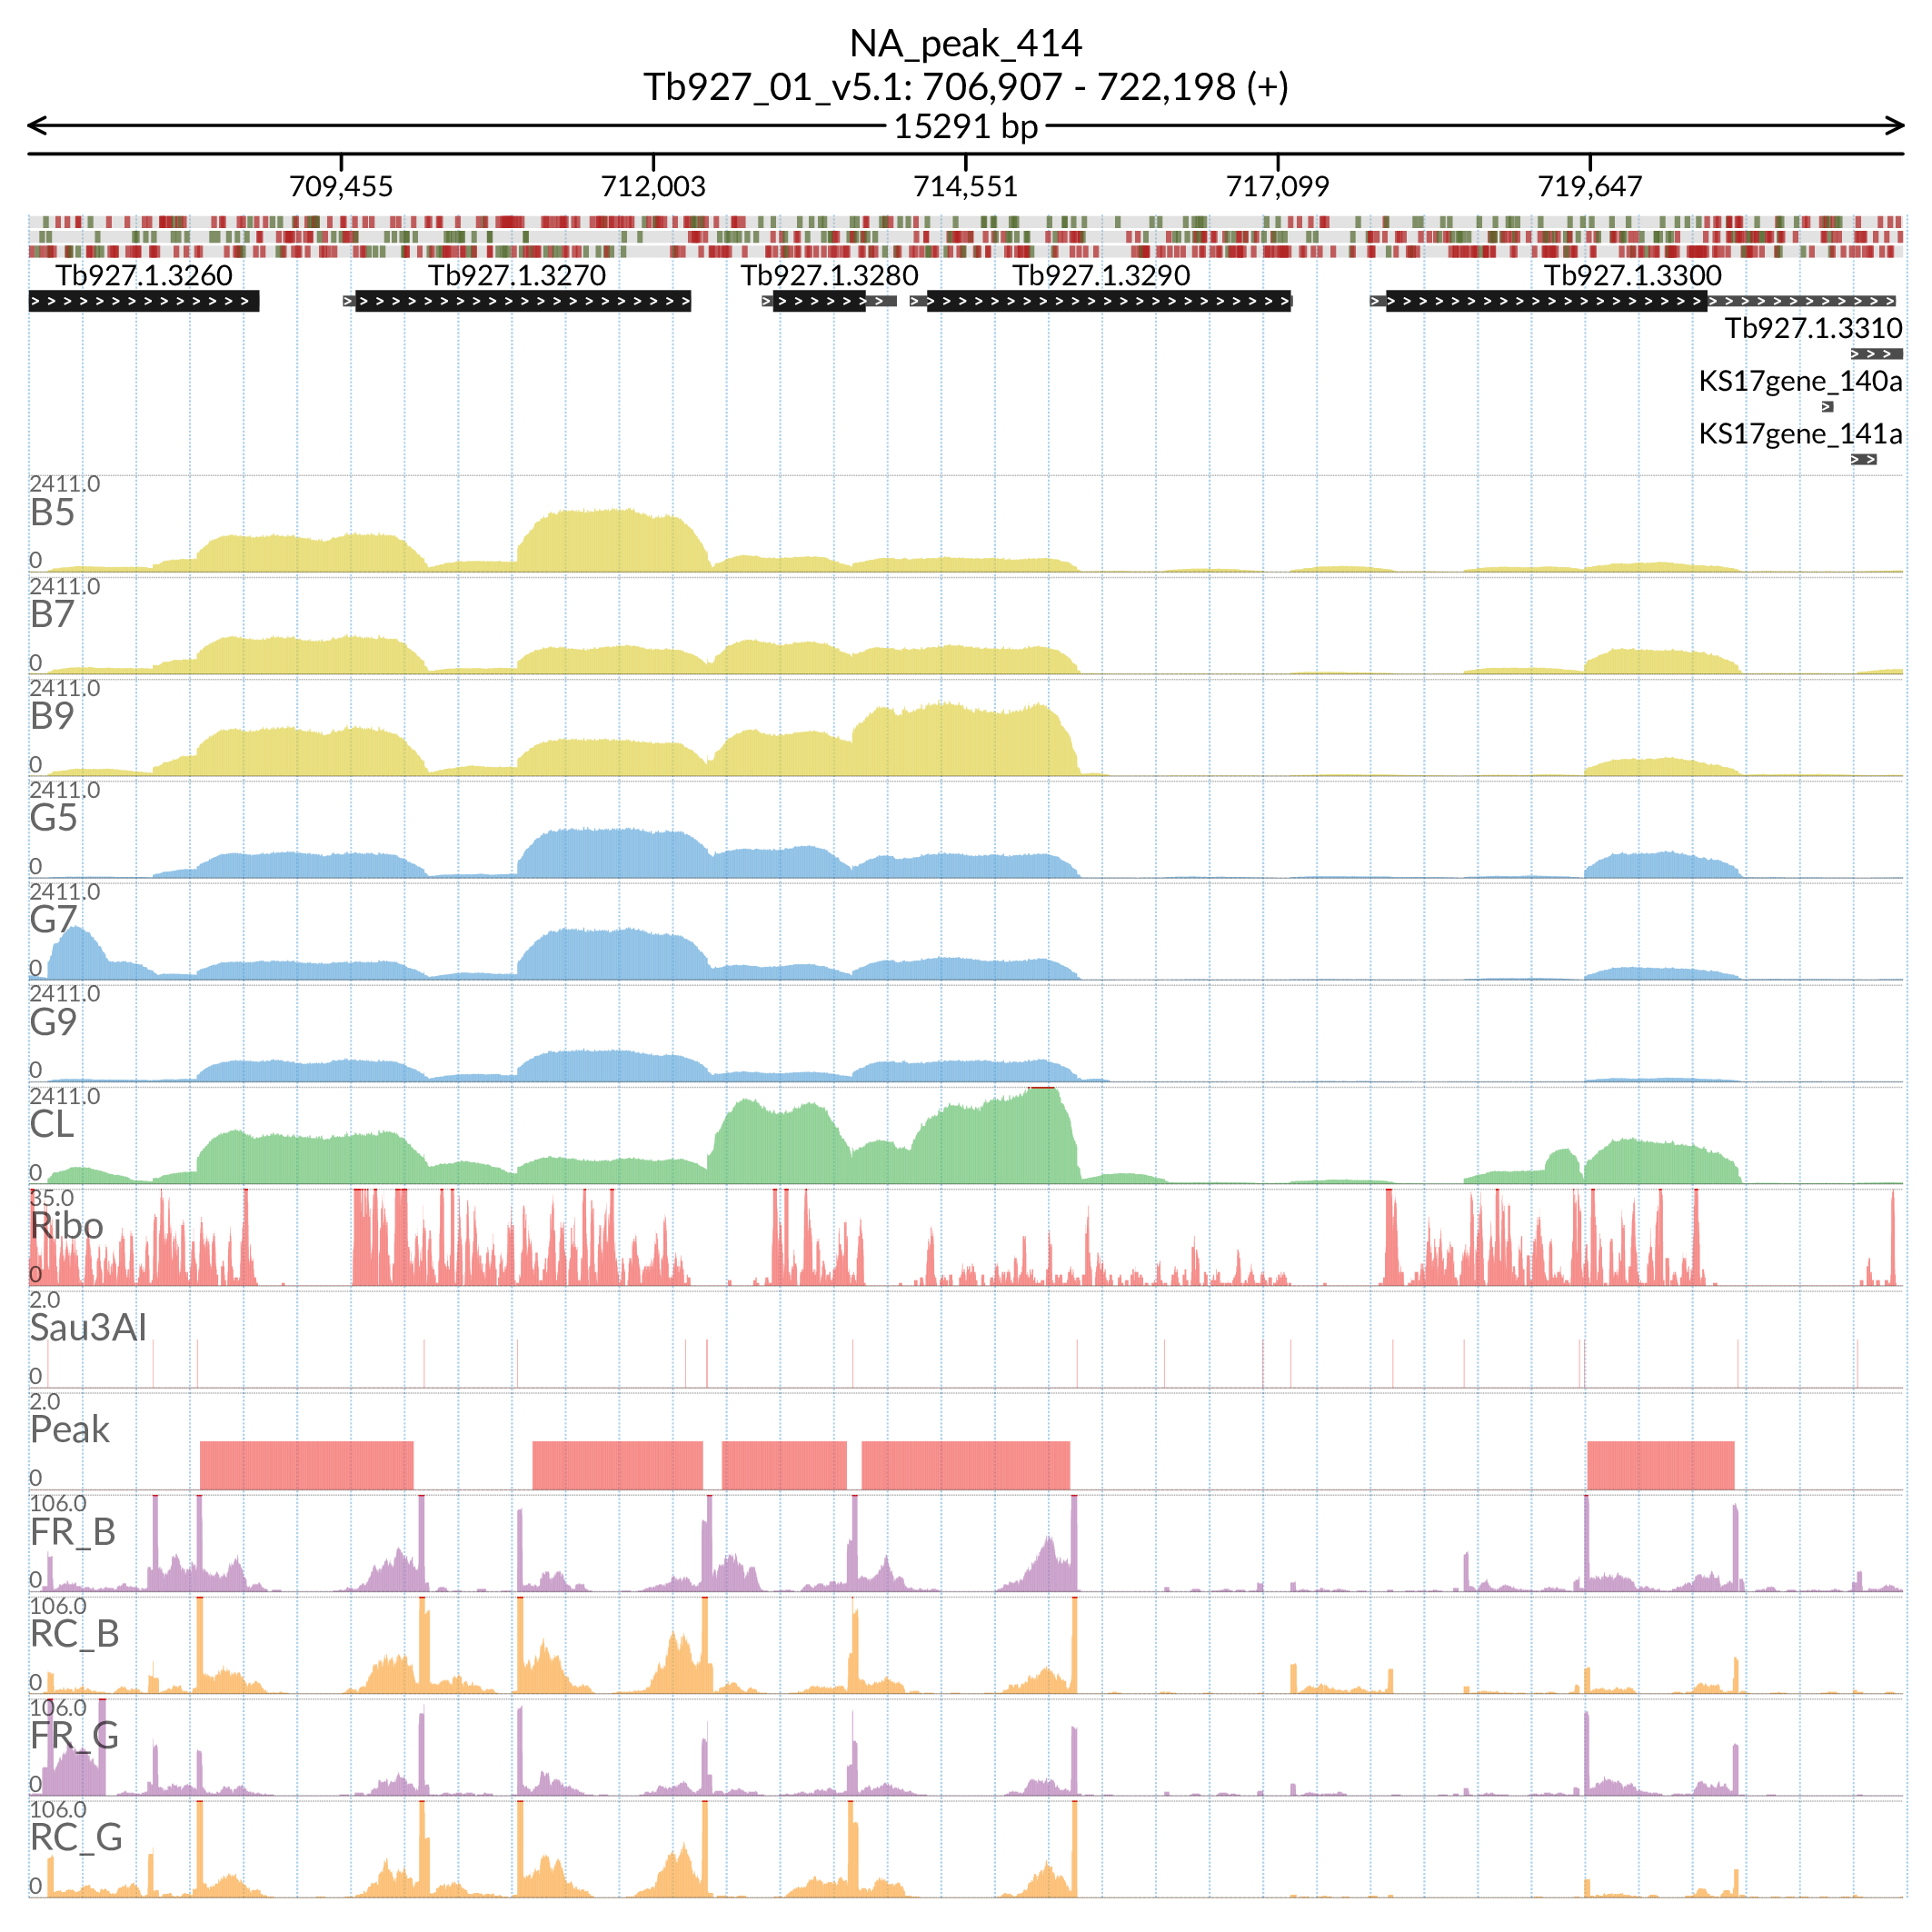 NA_peak_414
Tb927_01_v5.1: 706,907 - 722,198 (+)
15291 bp
709,455 712,003 714,551 717,099 719,647
Tb927.1.3260 Tb927.1.3270 Tb927.1.3280 Tb927.1.3290 Tb927.1.3300
Tb927.1.3310
KS17gene_140a
KS17gene_141a
2411.0
B5
0
2411.0
B7
0
2411.0
B9
0
2411.0
G5
0
2411.0
G7
0
2411.0
G9
0
2411.0
CL
0
35.0
Ribo
0
2.0
Sau3AI
0
2.0
Peak
0
106.0
FR_B
0
106.0
RC_B
0
106.0
FR_G
0
106.0
RC_G
0